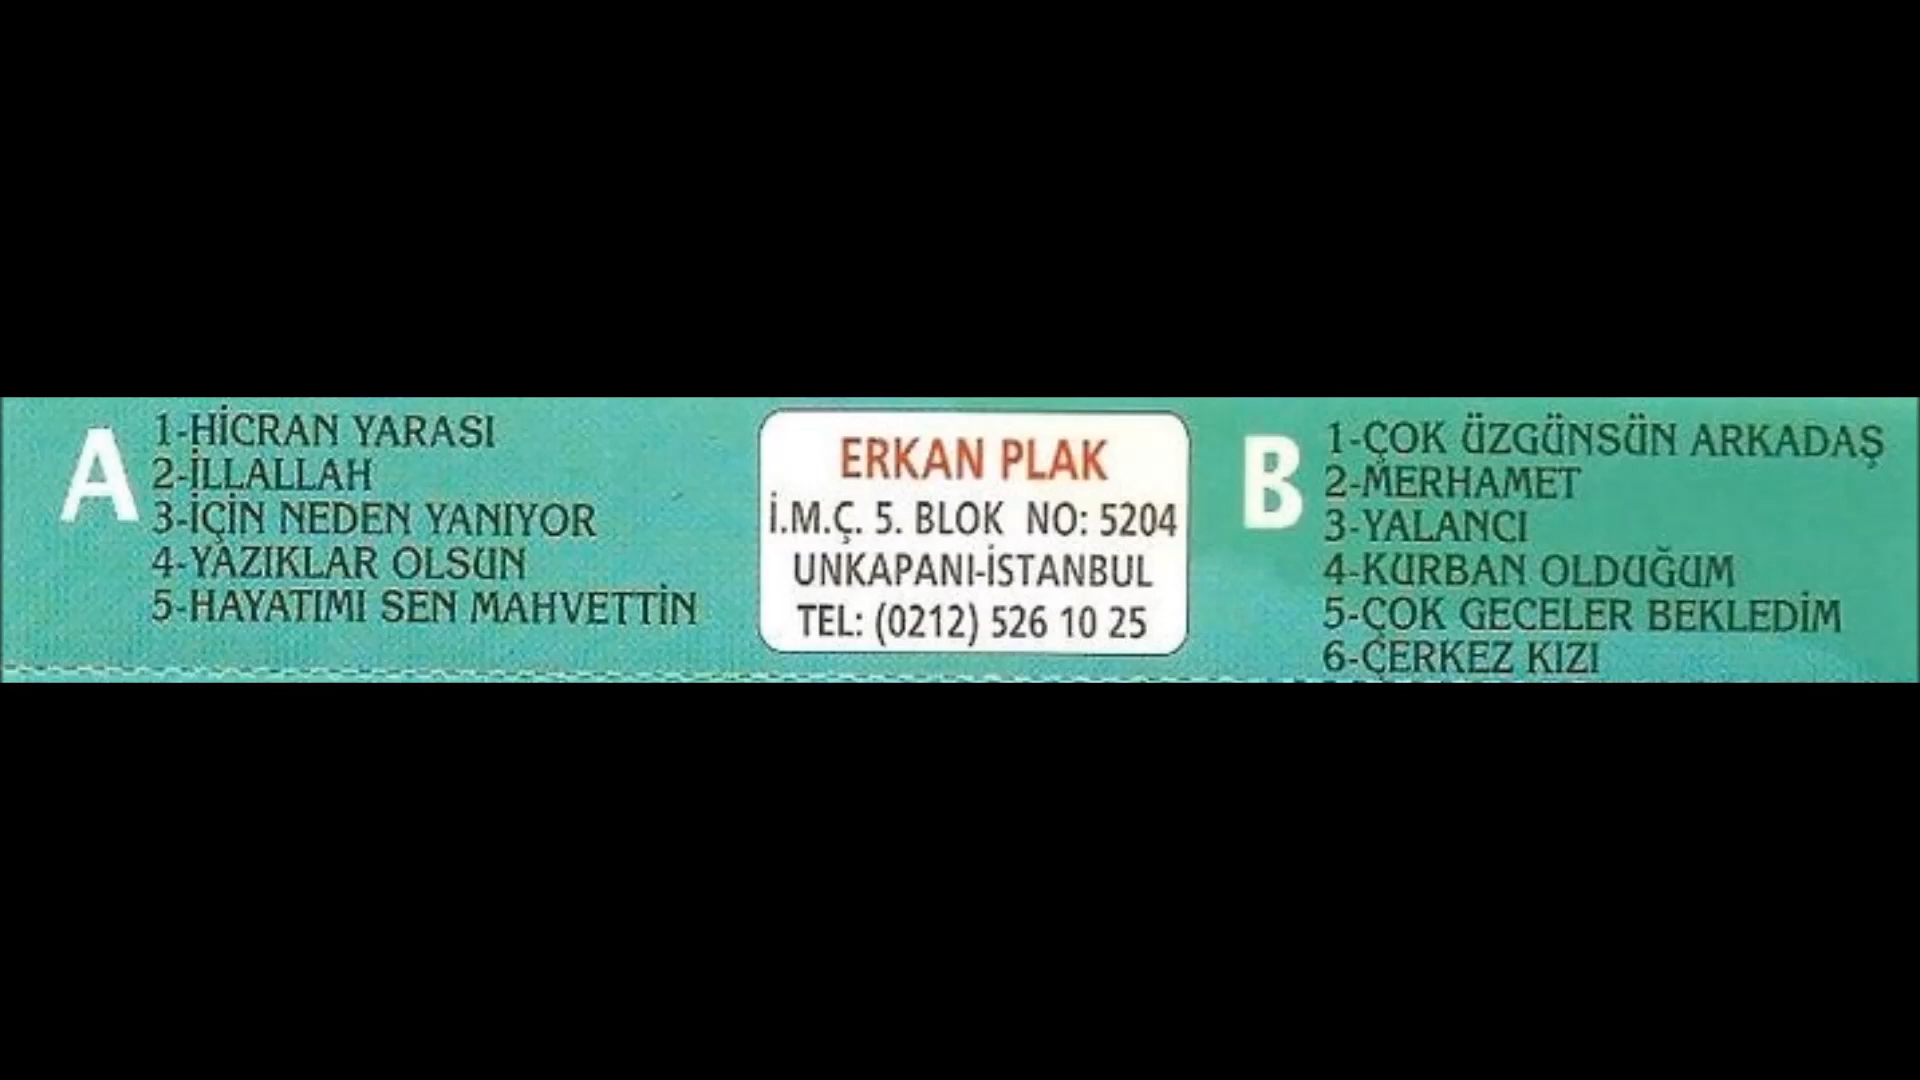 A
1-HİCRAN YARASI
2-İLLALLAH
3-İÇİN NEDEN YANIYOR
4-YAZIKLAR OLSUN
5-HAYATIMI SEN MAHVETTİN
ERKAN PLAK
İ.M.Ç. 5. BLOK NO: 5204
UNKAPANI-İSTANBUL
TEL: (0212) 526 10 25
B
1-ÇOK ÜZGÜNSÜN ARKADAŞ
2-MERHAMET
3-YALANCI
4-KURBAN OLDUĞUM
5-ÇOK GECELER BEKLEDİM
6-ÇERKEZ KIZI